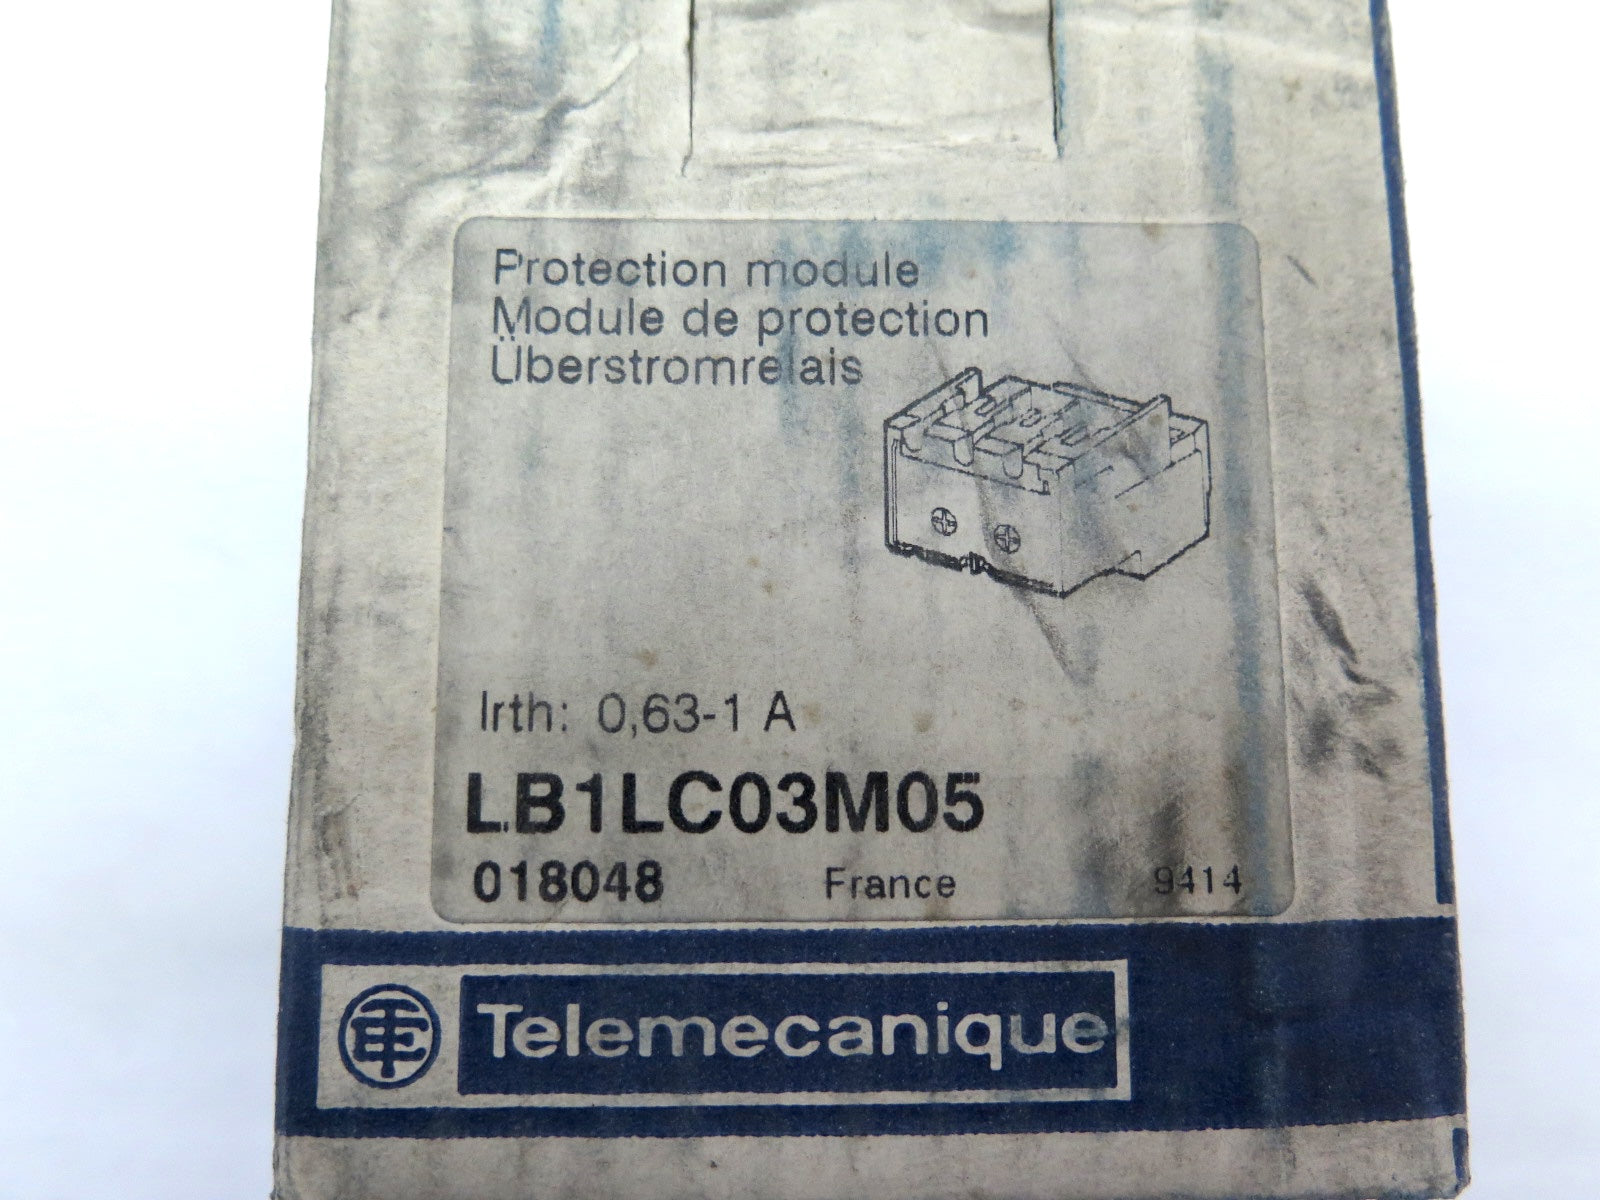 Protection module
Module de protection
Überstromrelais
Irth: 0,63-1 A
LB1LC03M05
018048 France 9414
Telemecanique